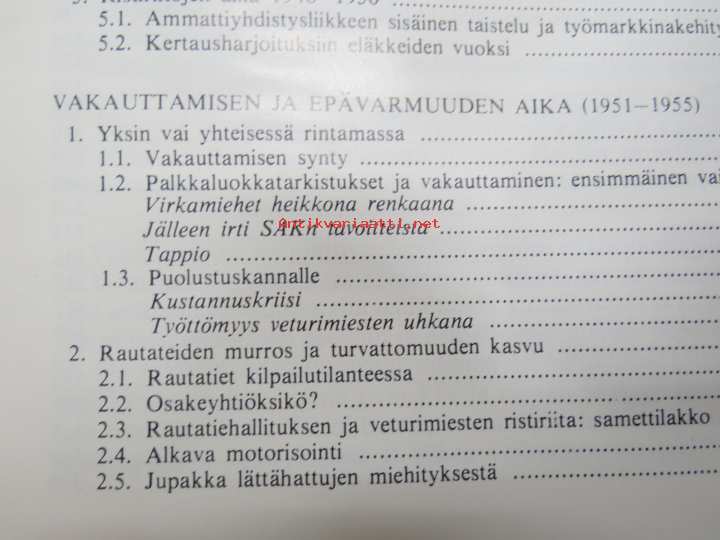 5.1. Ammattiyhdistysliikkeen sisäinen taistelu ja
5.2. Kertausharjoituksiin eläkkeiden vuoksi
VAKAUTTAMISEN JA EPÄVARMUUDEN AIKA (1951—1955)
1. Yksin vai yhteisessä rintamassa
1.1. Vakauttamisen synty
1.2. Palkkaluokkatarkistukset ja vakauttaminen: ensimmäinen
Virkamiehet heikkona renkaana
Antikvariaatti.net
Jälleen irti SAK:n tavoitteista
Tappio
1.3. Puolustuskannalle
Kustannuskriisi
Työttömyys veturimiesten uhkana
2. Rautateiden murros ja turvattomuuden kasvu
2.1. Rautatiet kilpailutilanteessa
2.2. Osakeyhtiöksikö?
2.3. Rautatiehallituksen ja veturimiesten ristiriita: samettilakko
2.4. Alkava motorisointi
2.5. Jupakka lättähattujen miehityksestä